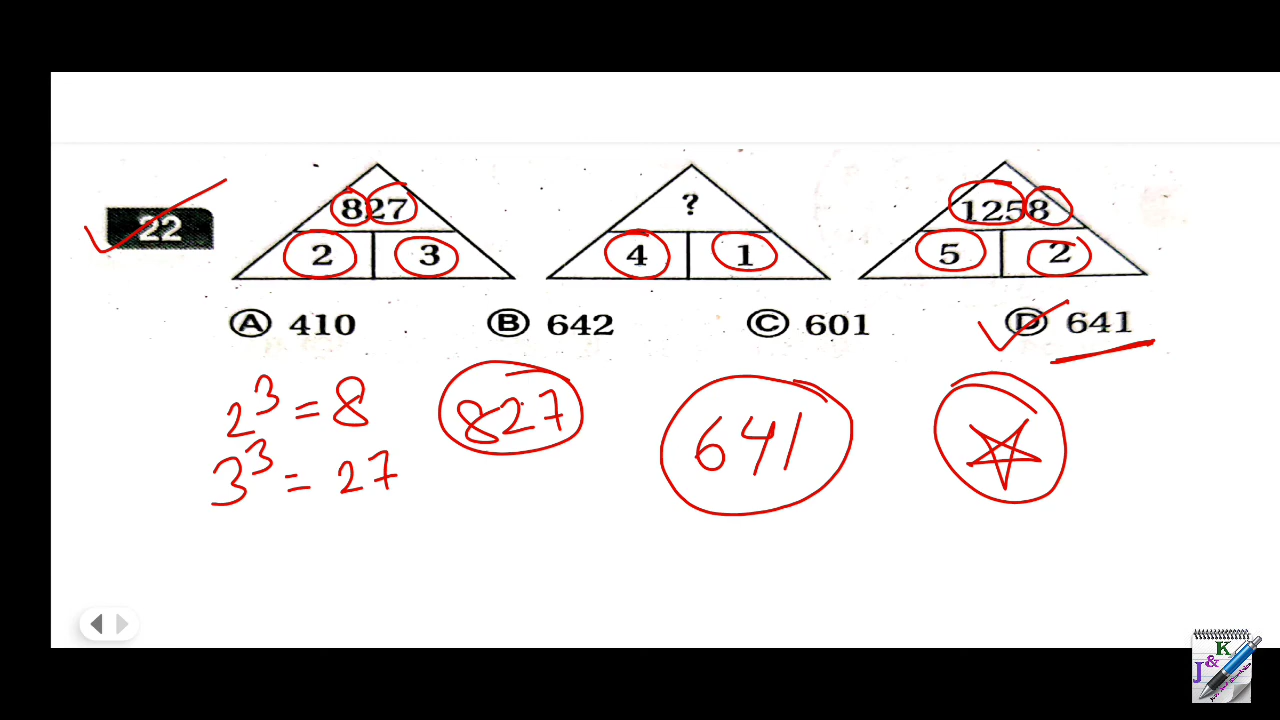 22
827 ? 1258
2 3 4 1 5 2
A 410 B 642 C 601 D 641
2³ = 8 827 641
3³ = 27
J&K